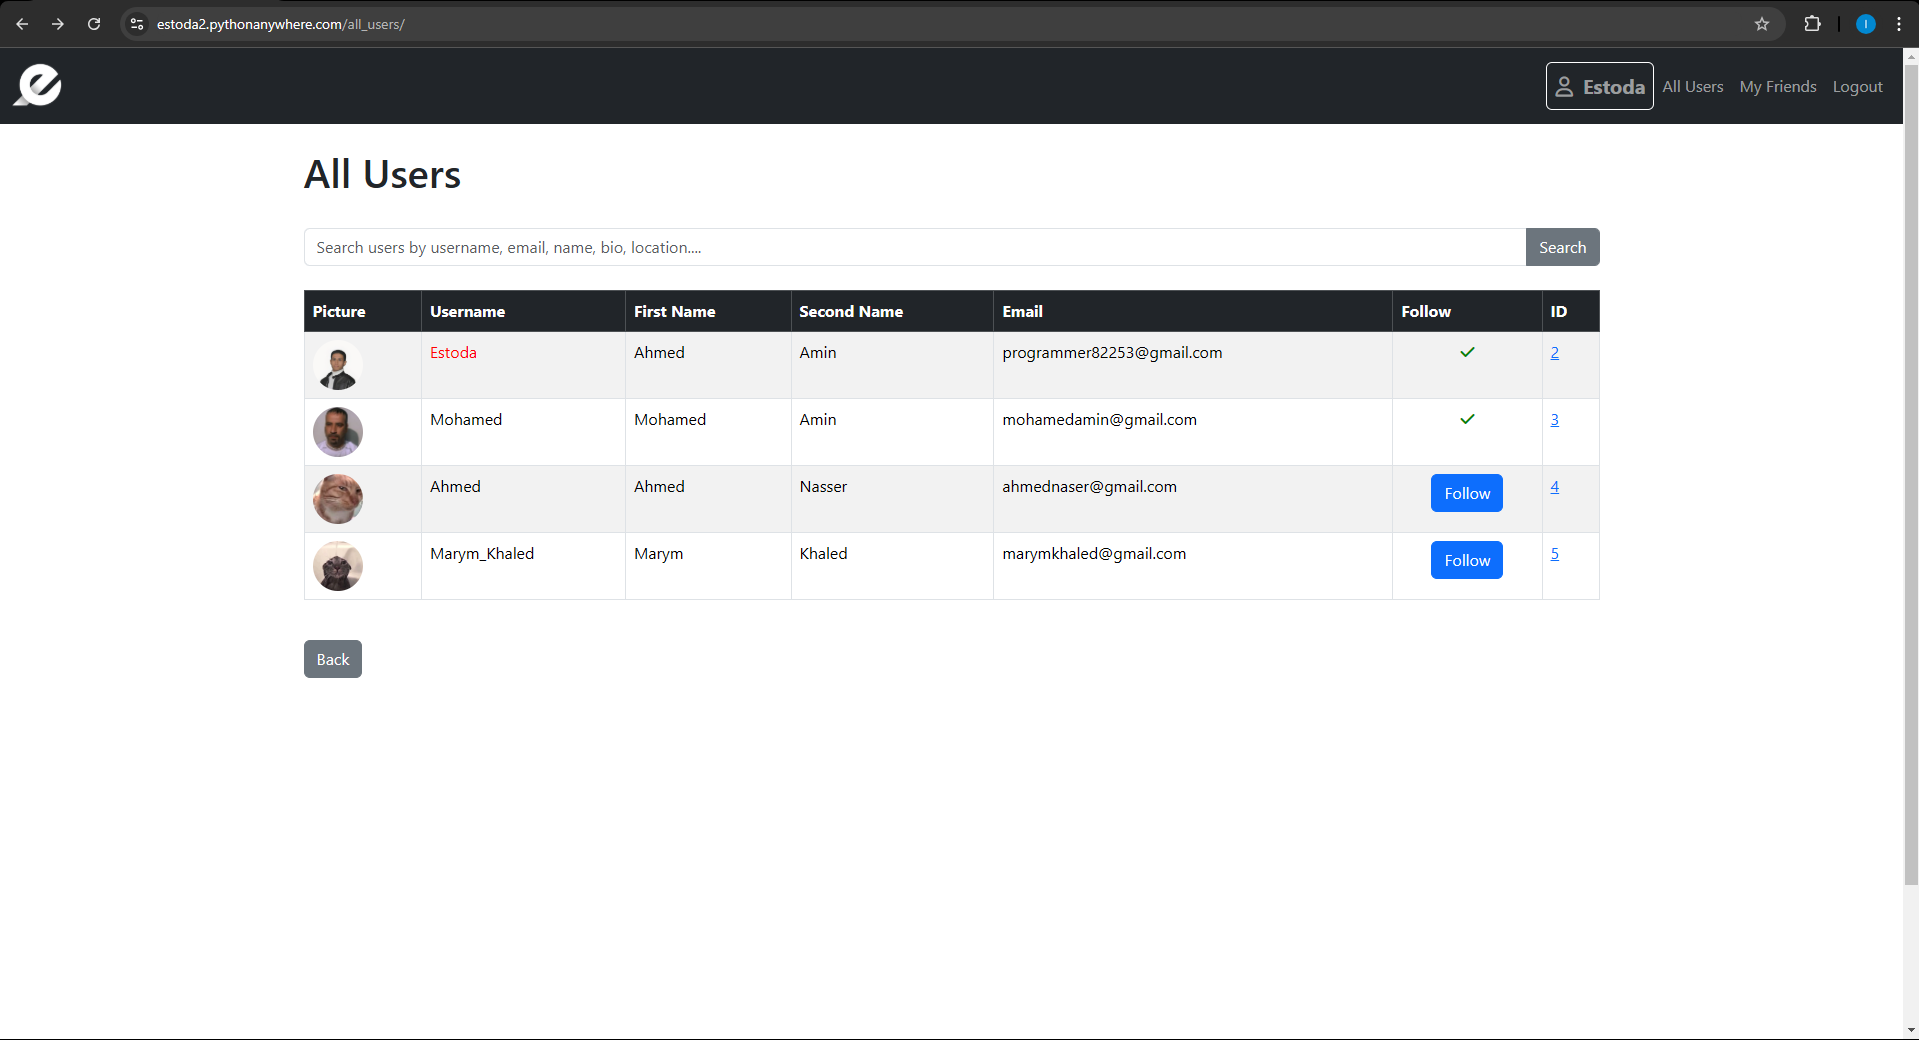 estoda2.pythonanywhere.com/all_users/
I
e
Estoda All Users My Friends Logout
All Users
Search users by username, email, name, bio, location.... Search
Picture Username First Name Second Name Email Follow ID
Estoda Ahmed Amin programmer82253@gmail.com 2
Mohamed Mohamed Amin mohamedamin@gmail.com 3
Ahmed Ahmed Nasser ahmednaser@gmail.com Follow 4
Marym_Khaled Marym Khaled marymkhaled@gmail.com Follow 5
Back